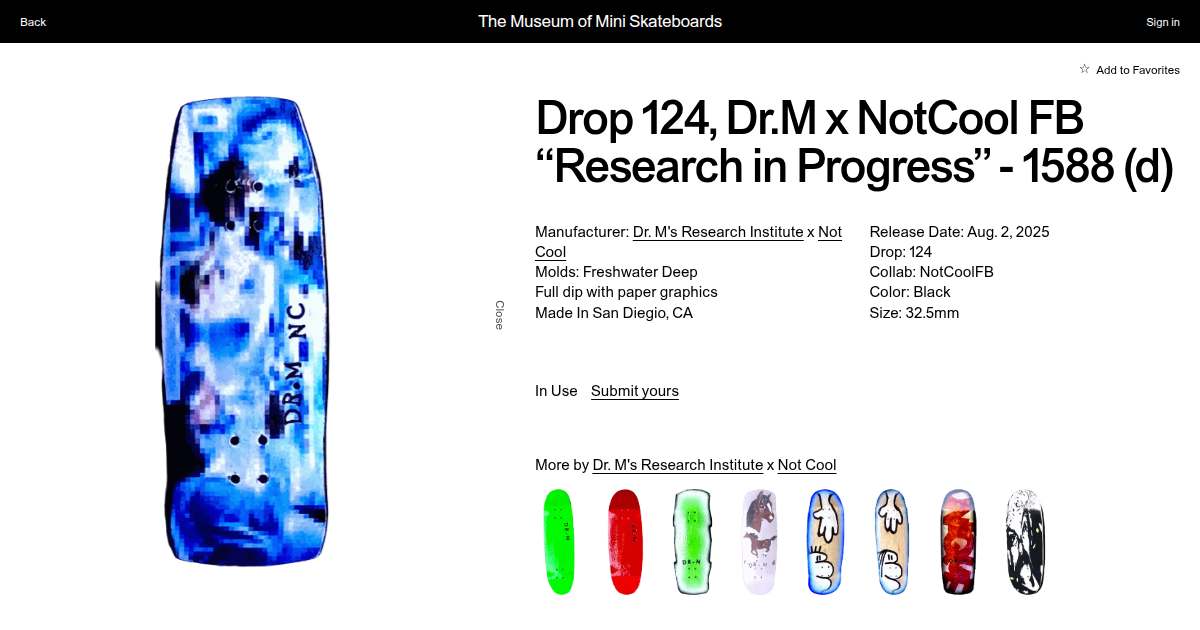 Back
The Museum of Mini Skateboards
Sign in
☆ Add to Favorites
Drop 124, Dr.M x NotCool FB
“Research in Progress” - 1588 (d)
Manufacturer: Dr. M's Research Institute x Not
Cool
Molds: Freshwater Deep
Full dip with paper graphics
Made In San Diegio, CA
Release Date: Aug. 2, 2025
Drop: 124
Collab: NotCoolFB
Color: Black
Size: 32.5mm
DR.M NC
Close
In Use Submit yours
More by Dr. M's Research Institute x Not Cool
DR•N